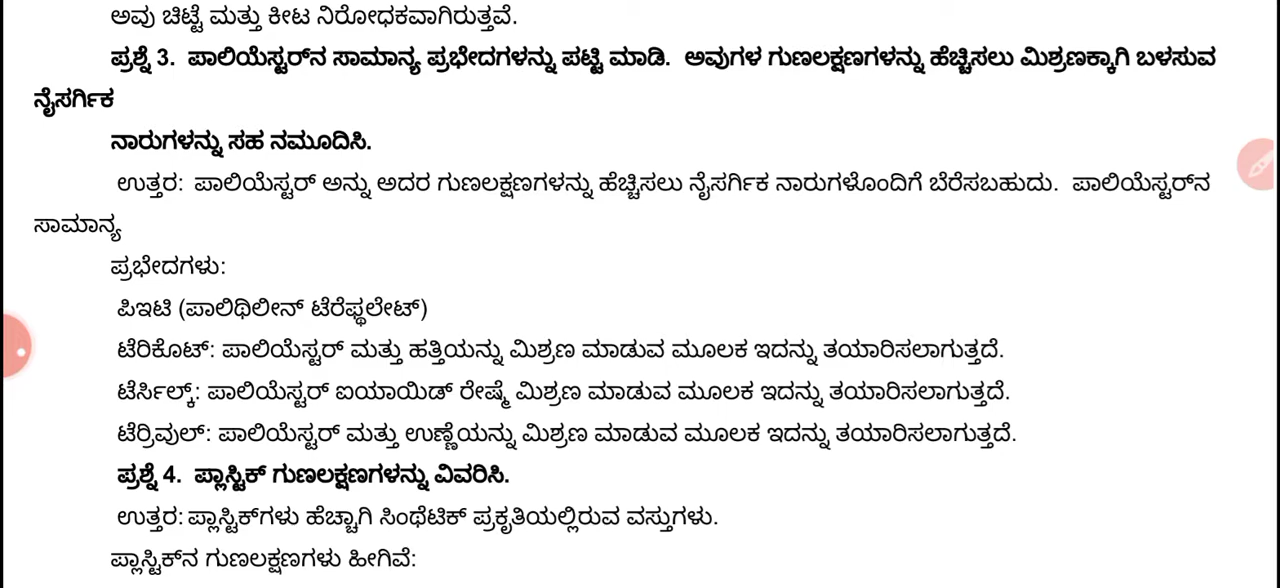 ಅವು ಚಿಟ್ಟೆ ಮತ್ತು ಕೀಟ ನಿರೋಧಕವಾಗಿರುತ್ತವೆ.
ಪ್ರಶ್ನೆ 3. ಪಾಲಿಯೆಸ್ಟರ್‌ನ ಸಾಮಾನ್ಯ ಪ್ರಭೇದಗಳನ್ನು ಪಟ್ಟಿ ಮಾಡಿ. ಅವುಗಳ ಗುಣಲಕ್ಷಣಗಳನ್ನು ಹೆಚ್ಚಿಸಲು ಮಿಶ್ರಣಕ್ಕಾಗಿ ಬಳಸುವ
ನೈಸರ್ಗಿಕ
ನಾರುಗಳನ್ನು ಸಹ ನಮೂದಿಸಿ.
ಉತ್ತರ: ಪಾಲಿಯೆಸ್ಟರ್ ಅನ್ನು ಅದರ ಗುಣಲಕ್ಷಣಗಳನ್ನು ಹೆಚ್ಚಿಸಲು ನೈಸರ್ಗಿಕ ನಾರುಗಳೊಂದಿಗೆ ಬೆರೆಸಬಹುದು. ಪಾಲಿಯೆಸ್ಟರ್‌ನ
ಸಾಮಾನ್ಯ
ಪ್ರಭೇದಗಳು:
ಪಿಇಟಿ (ಪಾಲಿಥಿಲೀನ್ ಟೆರೆಫ್ಥಲೇಟ್)
ಟೆರಿಕೊಟ್: ಪಾಲಿಯೆಸ್ಟರ್ ಮತ್ತು ಹತ್ತಿಯನ್ನು ಮಿಶ್ರಣ ಮಾಡುವ ಮೂಲಕ ಇದನ್ನು ತಯಾರಿಸಲಾಗುತ್ತದೆ.
ಟೆರ್ಸಿಲ್ಕ್: ಪಾಲಿಯೆಸ್ಟರ್ ಐಯಾಯಿಡ್ ರೇಷ್ಮೆ ಮಿಶ್ರಣ ಮಾಡುವ ಮೂಲಕ ಇದನ್ನು ತಯಾರಿಸಲಾಗುತ್ತದೆ.
ಟೆರ್ರಿವುಲ್: ಪಾಲಿಯೆಸ್ಟರ್ ಮತ್ತು ಉಣ್ಣೆಯನ್ನು ಮಿಶ್ರಣ ಮಾಡುವ ಮೂಲಕ ಇದನ್ನು ತಯಾರಿಸಲಾಗುತ್ತದೆ.
ಪ್ರಶ್ನೆ 4. ಪ್ಲಾಸ್ಟಿಕ್ ಗುಣಲಕ್ಷಣಗಳನ್ನು ವಿವರಿಸಿ.
ಉತ್ತರ: ಪ್ಲಾಸ್ಟಿಕ್‌ಗಳು ಹೆಚ್ಚಾಗಿ ಸಿಂಥೆಟಿಕ್ ಪ್ರಕೃತಿಯಲ್ಲಿರುವ ವಸ್ತುಗಳು.
ಪ್ಲಾಸ್ಟಿಕ್‌ನ ಗುಣಲಕ್ಷಣಗಳು ಹೀಗಿವೆ: